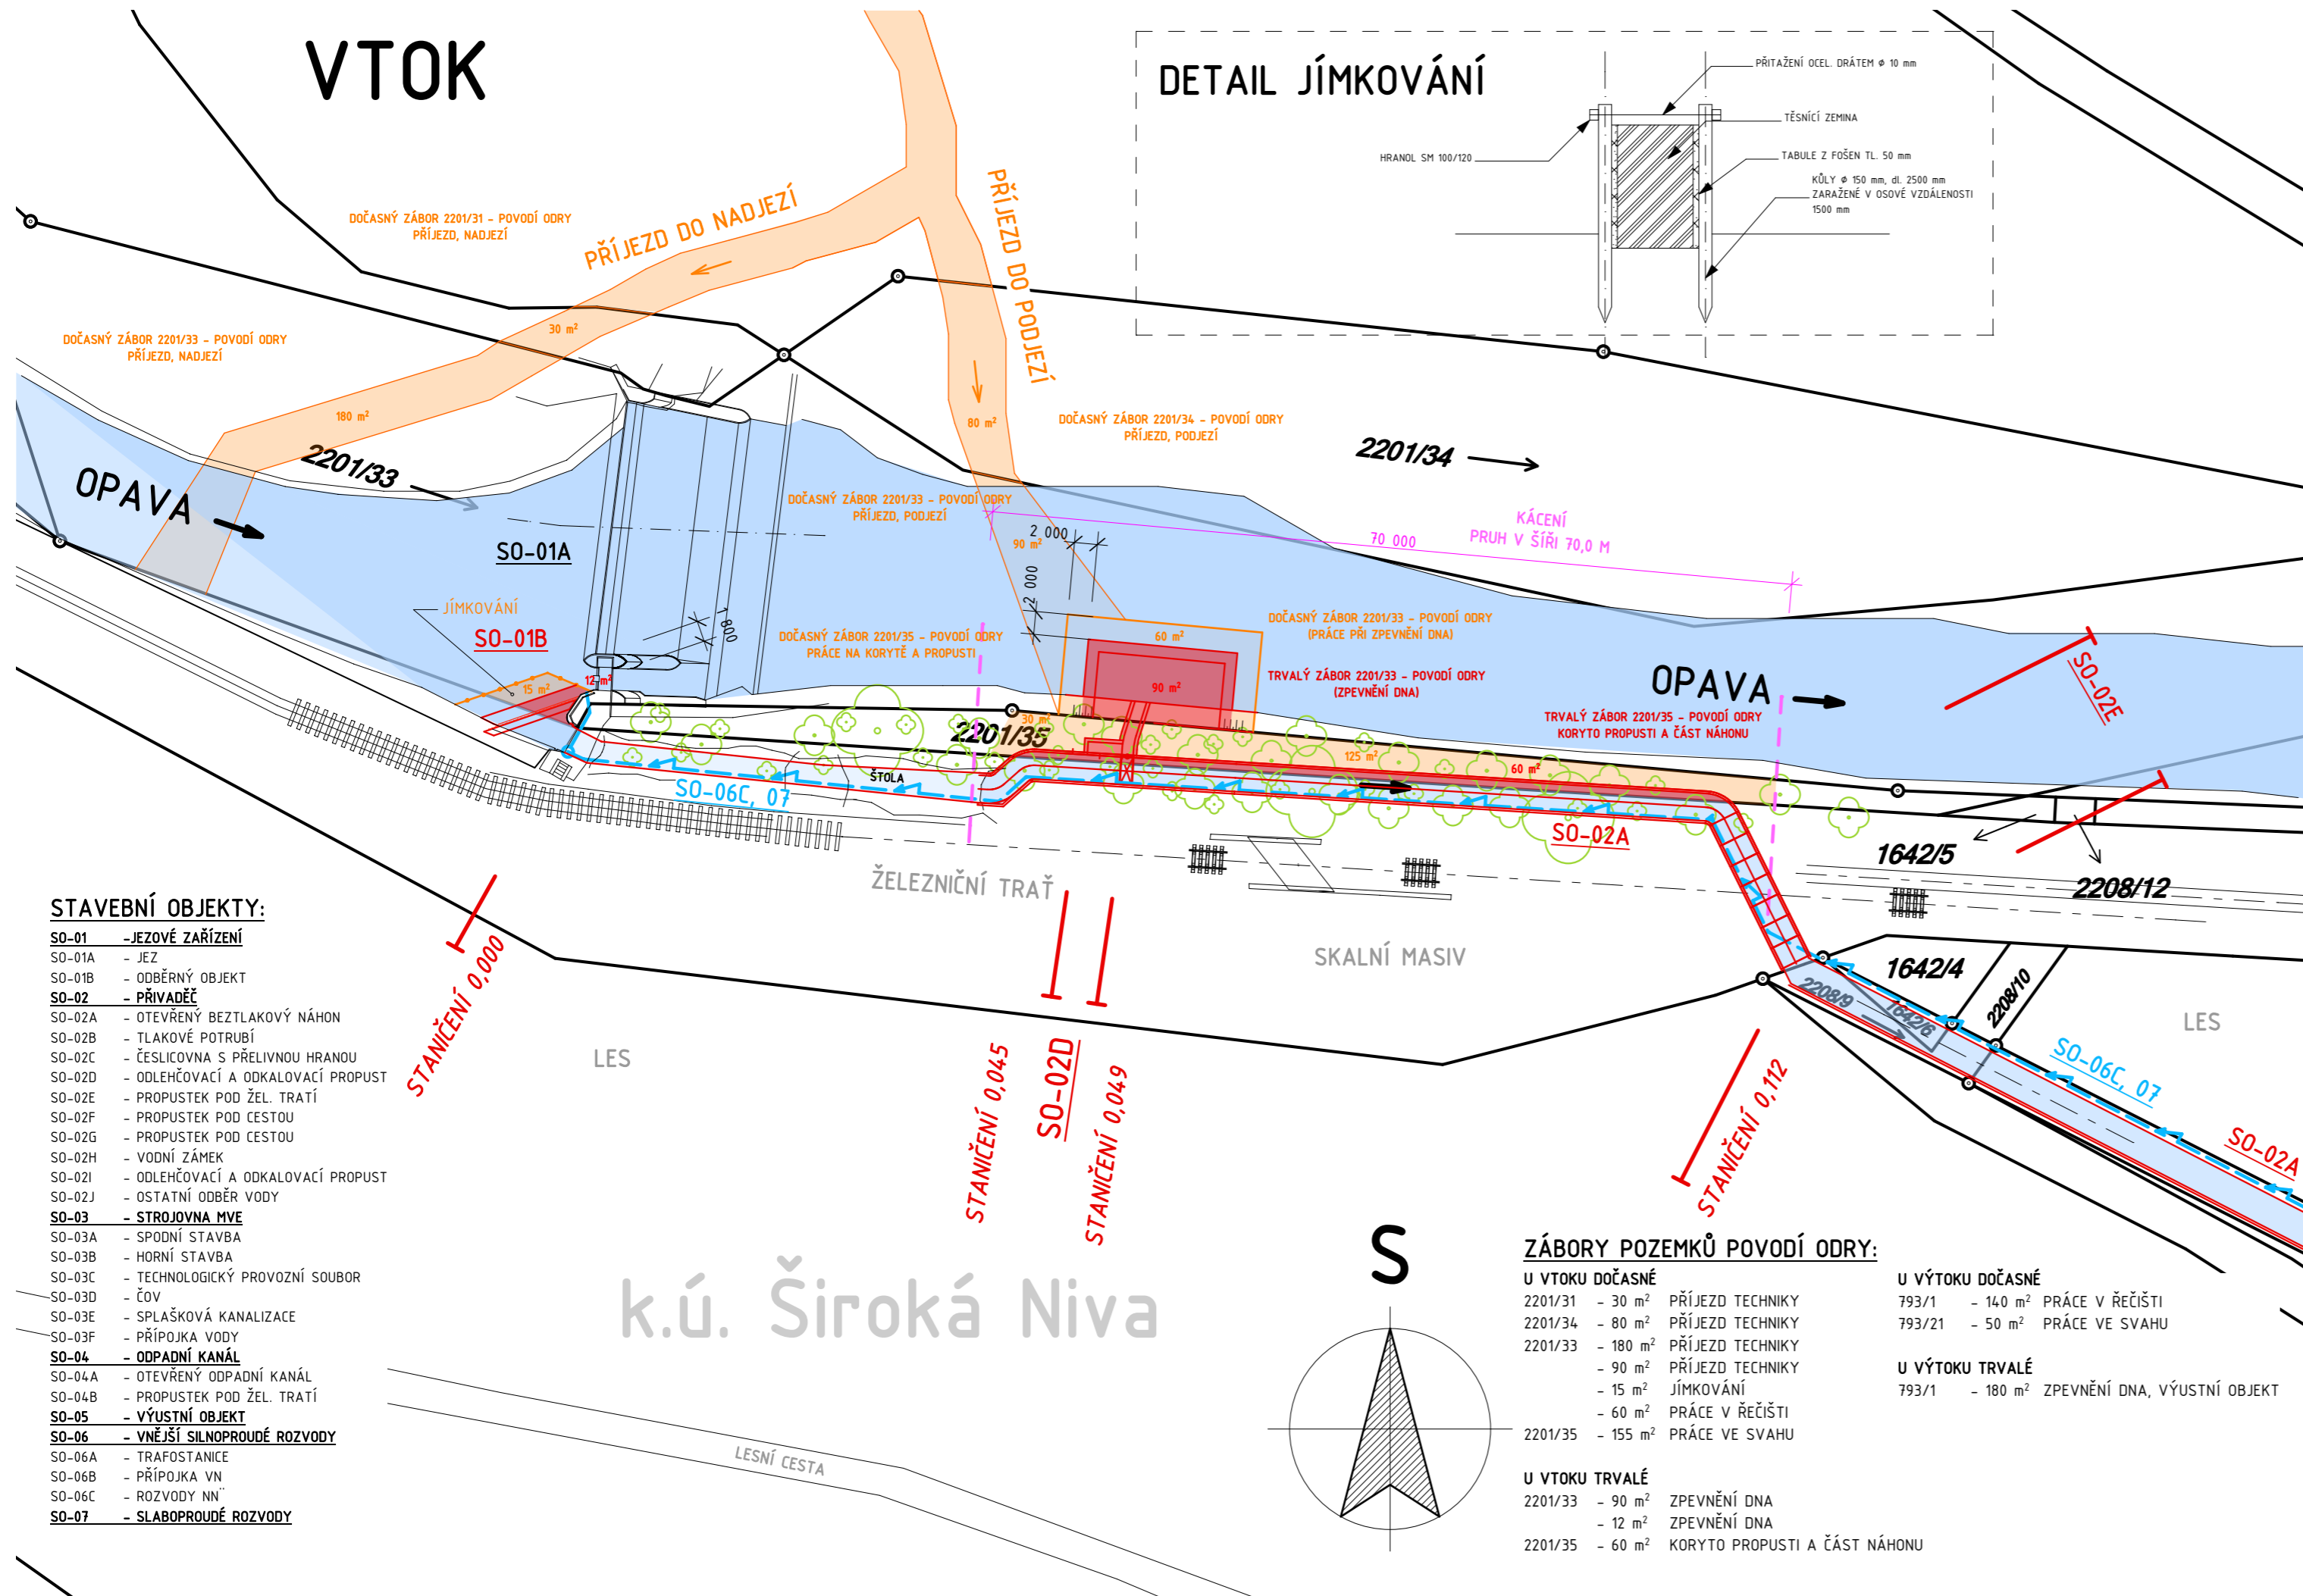 VTOK
DETAIL JÍMKOVÁNÍ
PŘITAŽENÍ OCEL. DRÁTEM ϕ 10 mm
TĚSNÍCÍ ZEMINA
HRANOL SM 100/120
TABULE Z FOŠEN TL. 50 mm
KŮLY ϕ 150 mm, dl. 2500 mm
ZARAŽENÉ V OSOVÉ VZDÁLENOSTI
1500 mm
DOČASNÝ ZÁBOR 2201/31 - POVODÍ ODRY
PŘÍJEZD, NADJEZÍ
PŘÍJEZD DO NADJEZÍ
PŘÍJEZD DO PODJEZÍ
DOČASNÝ ZÁBOR 2201/33 - POVODÍ ODRY
PŘÍJEZD, NADJEZÍ
30 m²
180 m²
80 m²
DOČASNÝ ZÁBOR 2201/34 - POVODÍ ODRY
PŘÍJEZD, PODJEZÍ
2201/33
2201/34
OPAVA
SO-01A
DOČASNÝ ZÁBOR 2201/33 - POVODÍ ODRY
PŘÍJEZD, PODJEZÍ
90 m²
2 000
2 000
70 000
KÁCENÍ
PRUH V ŠÍŘI 70,0 M
JÍMKOVÁNÍ
SO-01B
1 800
DOČASNÝ ZÁBOR 2201/35 - POVODÍ ODRY
PRÁCE NA KORYTĚ A PROPUSTI
60 m²
DOČASNÝ ZÁBOR 2201/33 - POVODÍ ODRY
(PRÁCE PŘI ZPEVNĚNÍ DNA)
TRVALÝ ZÁBOR 2201/33 - POVODÍ ODRY
(ZPEVNĚNÍ DNA)
OPAVA
SO-02E
15 m²
12 m²
90 m²
30 m²
TRVALÝ ZÁBOR 2201/35 - POVODÍ ODRY
KORYTO PROPUSTI A ČÁST NÁHONU
2201/35
125 m²
60 m²
ŠTOLA
SO-06C, 07
SO-02A
1642/5
2208/12
ŽELEZNIČNÍ TRAŤ
SKALNÍ MASIV
1642/4
2208/9
1642/6
2208/10
LES
LES
SO-06C, 07
SO-02A
STANIČENÍ 0,000
STANIČENÍ 0,045
SO-02D
STANIČENÍ 0,049
STANIČENÍ 0,112
STAVEBNÍ OBJEKTY:
SO-01 -JEZOVÉ ZAŘÍZENÍ
SO-01A - JEZ
SO-01B - ODBĚRNÝ OBJEKT
SO-02 - PŘIVADĚČ
SO-02A - OTEVŘENÝ BEZTLAKOVÝ NÁHON
SO-02B - TLAKOVÉ POTRUBÍ
SO-02C - ČESLICOVNA S PŘELIVNOU HRANOU
SO-02D - ODLEHČOVACÍ A ODKALOVACÍ PROPUST
SO-02E - PROPUSTEK POD ŽEL. TRATÍ
SO-02F - PROPUSTEK POD CESTOU
SO-02G - PROPUSTEK POD CESTOU
SO-02H - VODNÍ ZÁMEK
SO-02I - ODLEHČOVACÍ A ODKALOVACÍ PROPUST
SO-02J - OSTATNÍ ODBĚR VODY
SO-03 - STROJOVNA MVE
SO-03A - SPODNÍ STAVBA
SO-03B - HORNÍ STAVBA
SO-03C - TECHNOLOGICKÝ PROVOZNÍ SOUBOR
SO-03D - ČOV
SO-03E - SPLAŠKOVÁ KANALIZACE
SO-03F - PŘÍPOJKA VODY
SO-04 - ODPADNÍ KANÁL
SO-04A - OTEVŘENÝ ODPADNÍ KANÁL
SO-04B - PROPUSTEK POD ŽEL. TRATÍ
SO-05 - VÝUSTNÍ OBJEKT
SO-06 - VNĚJŠÍ SILNOPROUDÉ ROZVODY
SO-06A - TRAFOSTANICE
SO-06B - PŘÍPOJKA VN
SO-06C - ROZVODY NN
SO-07 - SLABOPROUDÉ ROZVODY
k.ú. Široká Niva
LESNÍ CESTA
S
ZÁBORY POZEMKŮ POVODÍ ODRY:
U VTOKU DOČASNÉ
2201/31 - 30 m² PŘÍJEZD TECHNIKY
2201/34 - 80 m² PŘÍJEZD TECHNIKY
2201/33 - 180 m² PŘÍJEZD TECHNIKY
- 90 m² PŘÍJEZD TECHNIKY
- 15 m² JÍMKOVÁNÍ
- 60 m² PRÁCE V ŘEČIŠTI
2201/35 - 155 m² PRÁCE VE SVAHU
U VTOKU TRVALÉ
2201/33 - 90 m² ZPEVNĚNÍ DNA
- 12 m² ZPEVNĚNÍ DNA
2201/35 - 60 m² KORYTO PROPUSTI A ČÁST NÁHONU
U VÝTOKU DOČASNÉ
793/1 - 140 m² PRÁCE V ŘEČIŠTI
793/21 - 50 m² PRÁCE VE SVAHU
U VÝTOKU TRVALÉ
793/1 - 180 m² ZPEVNĚNÍ DNA, VÝUSTNÍ OBJEKT